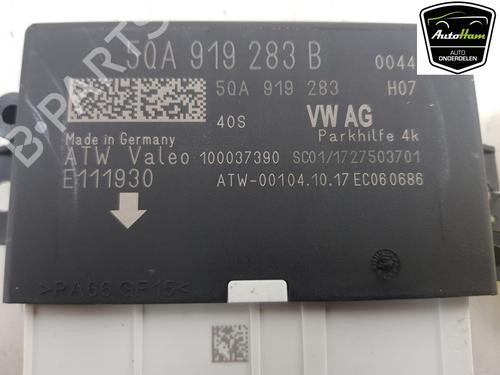 AutoHam
AUTO
ONDERDELEN
B-PARTS
5QA 919 283 B
0044
5QA 919 283
H07
40S
VW AG
Parkhilfe 4k
Made in Germany
ATW Valeo 100037390 SC01/1727503701
E111930
ATW-00104.10.17 EC060686
>PA66 GF15<